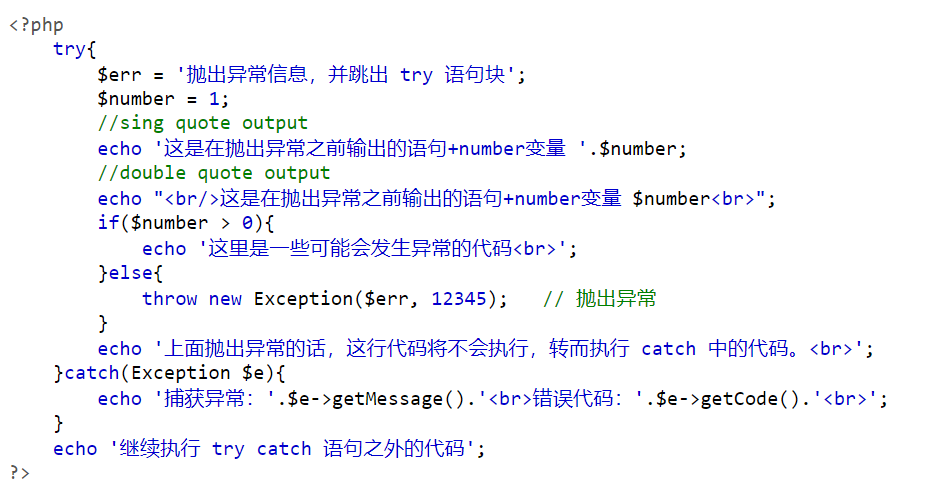 <?php
    try{
        $err = '抛出异常信息，并跳出 try 语句块';
        $number = 1;
        //sing quote output
        echo '这是在抛出异常之前输出的语句+number变量 '.$number;
        //double quote output
        echo "<br/>这是在抛出异常之前输出的语句+number变量 $number<br>";
        if($number > 0){
            echo '这里是一些可能会发生异常的代码<br>';
        }else{
            throw new Exception($err, 12345);   // 抛出异常
        }
        echo '上面抛出异常的话，这行代码将不会执行，转而执行 catch 中的代码。<br>';
    }catch(Exception $e){
        echo '捕获异常：'.$e->getMessage().'<br>错误代码：'.$e->getCode().'<br>';
    }
    echo '继续执行 try catch 语句之外的代码';
?>